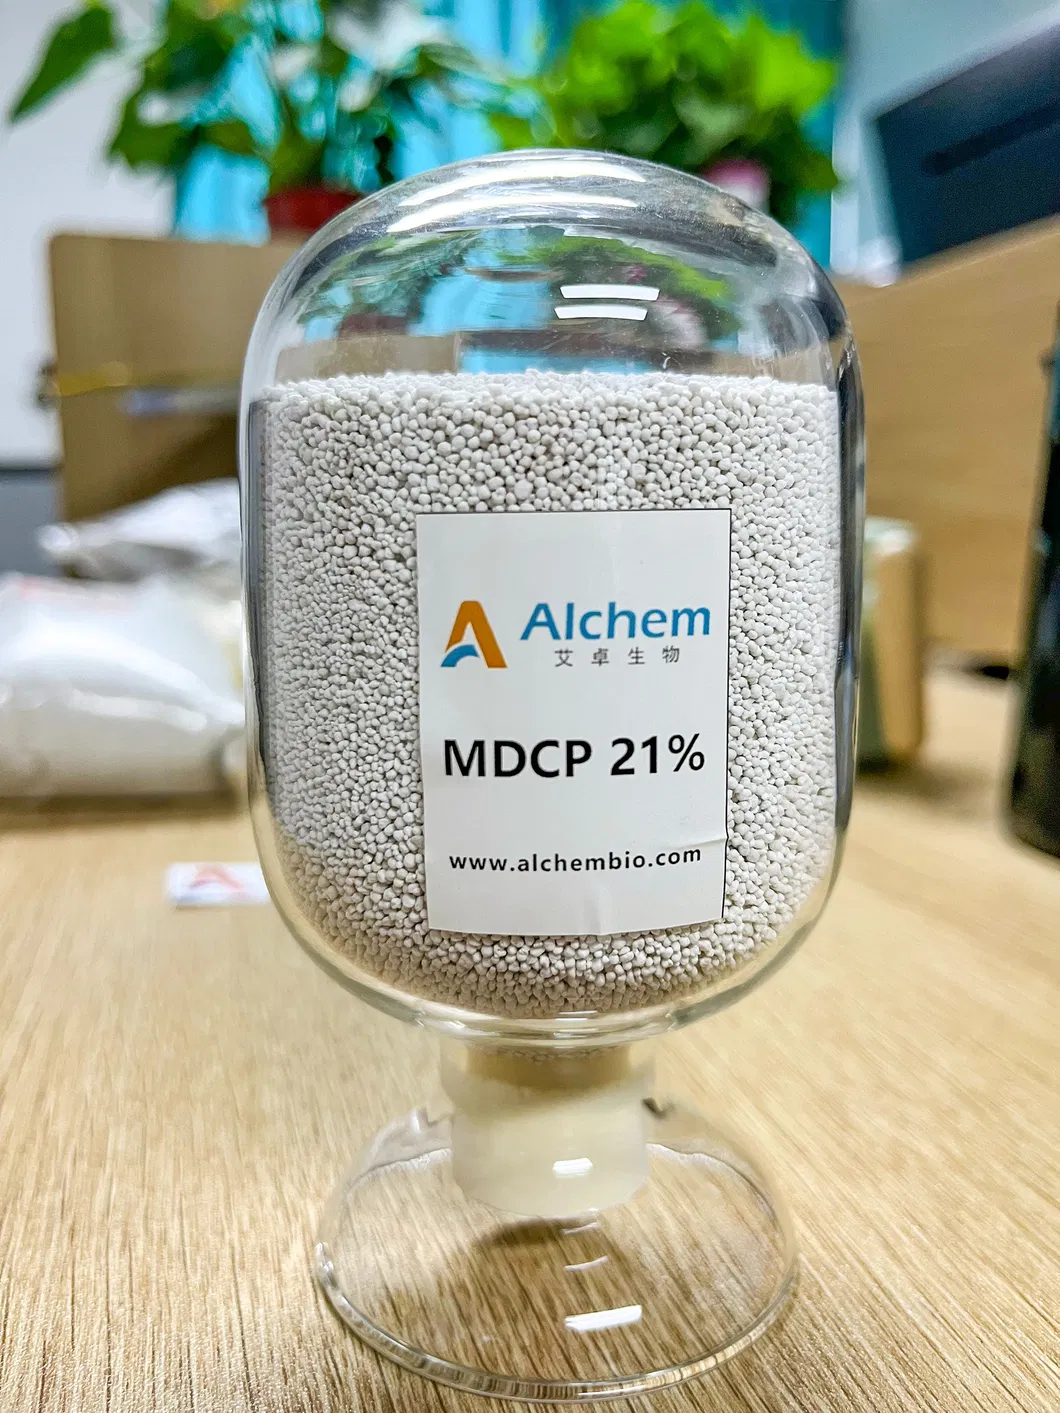 Alchem
艾卓生物
MDCP 21%
www.alchembio.com